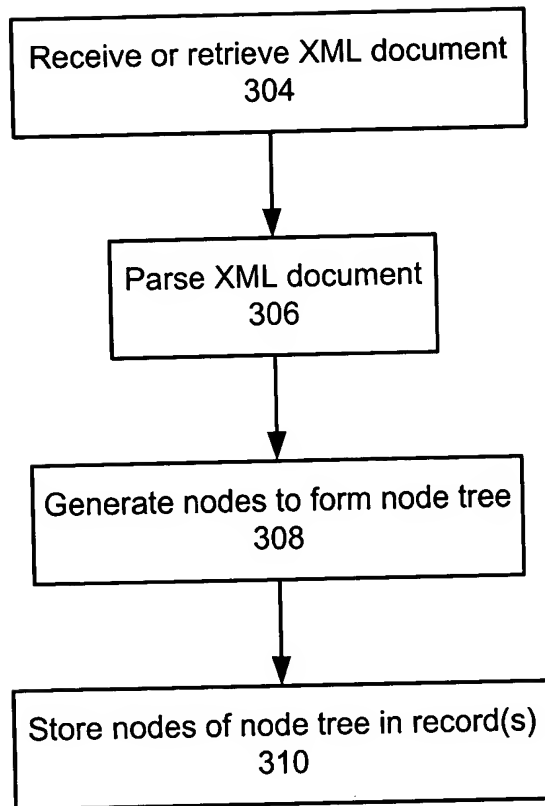 Receive or retrieve XML document
304
Parse XML document
306
Generate nodes to form node tree
308
Store nodes of node tree in record(s)
310